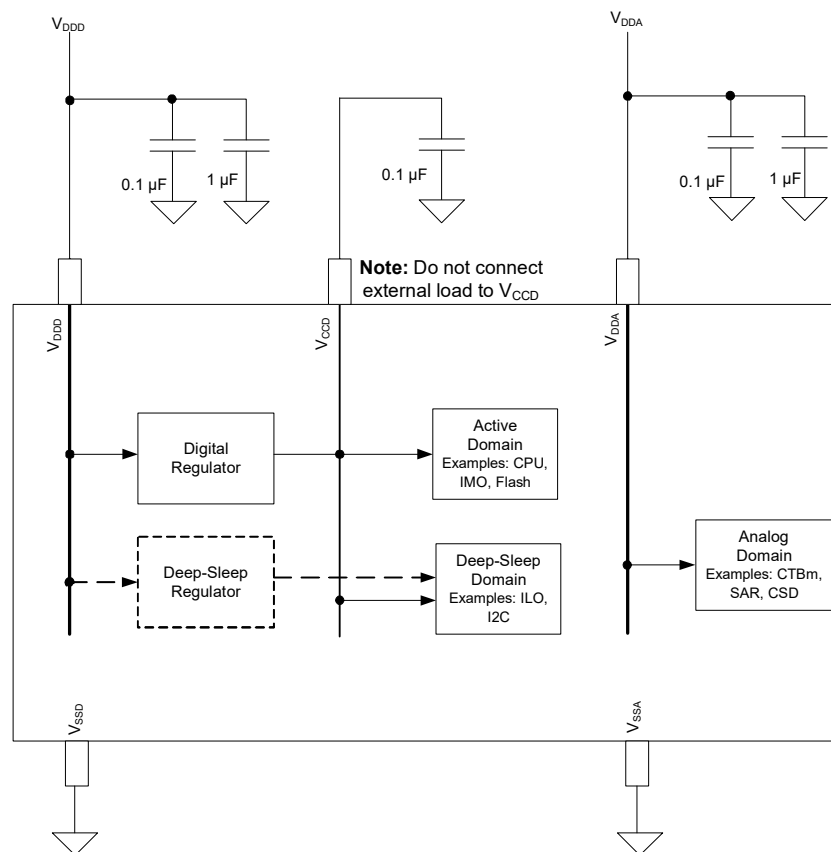 VDDD
VDDA
0.1 µF
1 µF
0.1 µF
0.1 µF
1 µF
Note: Do not connect
external load to VCCD
VDDD
VCCD
VDDA
Digital
Regulator
Active
Domain
Examples: CPU,
IMO, Flash
Deep-Sleep
Regulator
Deep-Sleep
Domain
Examples: ILO,
I2C
Analog
Domain
Examples: CTBm,
SAR, CSD
VSSD
VSSA